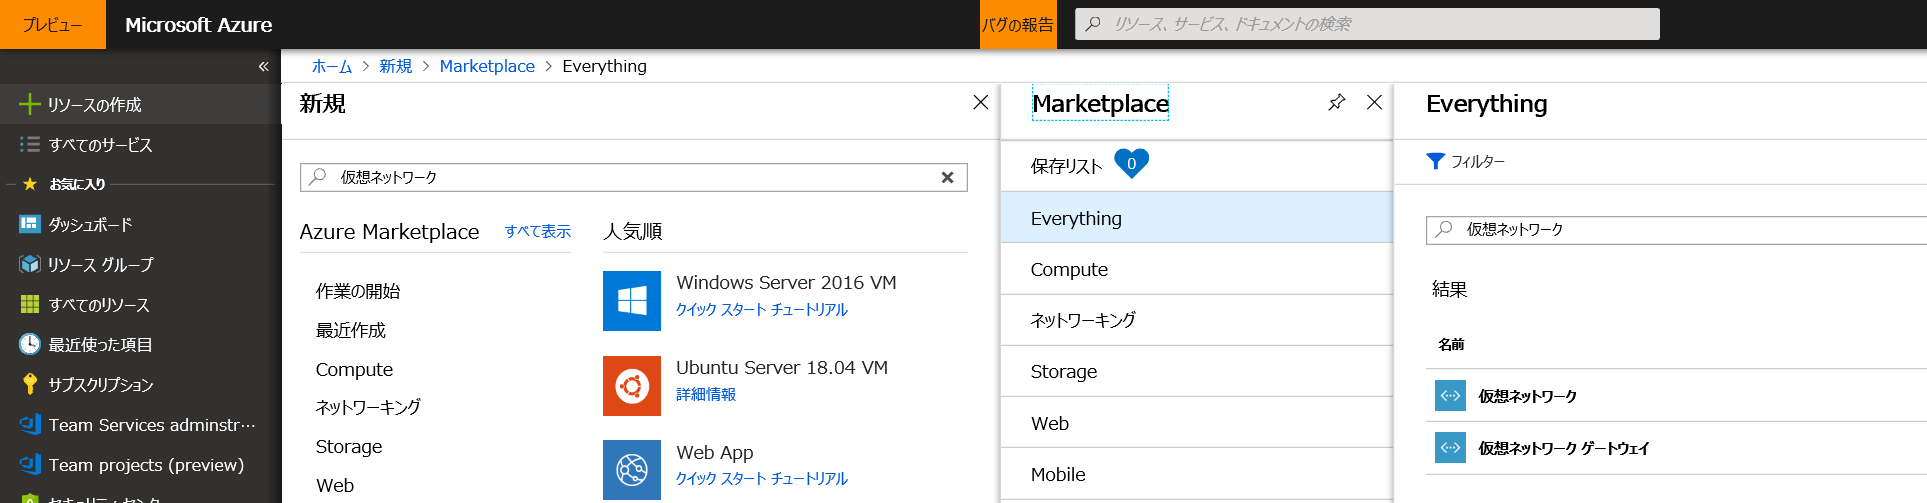 プレビュー
Microsoft Azure
バグの報告
リソース、サービス、ドキュメントの検索
«
リソースの作成
すべてのサービス
お気に入り
ダッシュボード
リソース グループ
すべてのリソース
最近使った項目
サブスクリプション
Team Services adminstr···
Team projects (preview)
セキュリティ センター
ホーム > 新規 > Marketplace > Everything
新規
仮想ネットワーク
Azure Marketplace すべて表示
作業の開始
最近作成
Compute
ネットワーキング
Storage
Web
人気順
Windows Server 2016 VM
クイック スタート チュートリアル
Ubuntu Server 18.04 VM
詳細情報
Web App
クイック スタート チュートリアル
Marketplace
保存リスト 0
Everything
Compute
ネットワーキング
Storage
Web
Mobile
Everything
フィルター
仮想ネットワーク
結果
名前
仮想ネットワーク
仮想ネットワーク ゲートウェイ